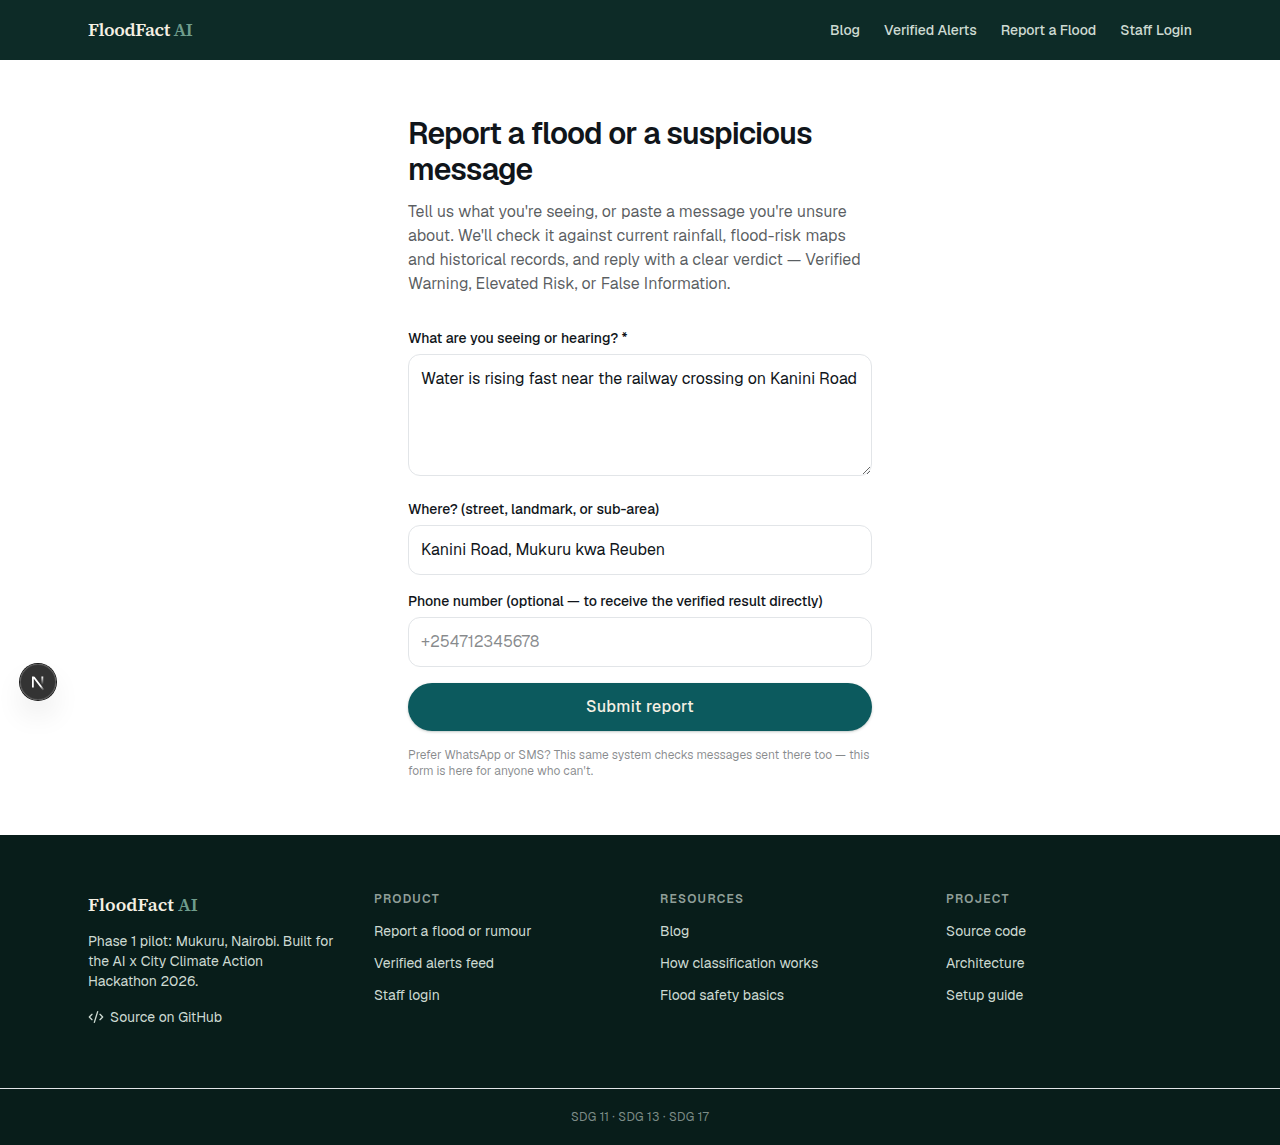 FloodFact AI
Blog
Verified Alerts
Report a Flood
Staff Login
Report a flood or a suspicious
message
Tell us what you're seeing, or paste a message you're unsure
about. We'll check it against current rainfall, flood-risk maps
and historical records, and reply with a clear verdict — Verified
Warning, Elevated Risk, or False Information.
What are you seeing or hearing? *
Water is rising fast near the railway crossing on Kanini Road
Where? (street, landmark, or sub-area)
Kanini Road, Mukuru kwa Reuben
Phone number (optional — to receive the verified result directly)
+254712345678
N
Submit report
Prefer WhatsApp or SMS? This same system checks messages sent there too — this
form is here for anyone who can't.
FloodFact AI
Phase 1 pilot: Mukuru, Nairobi. Built for
the AI x City Climate Action
Hackathon 2026.
Source on GitHub
PRODUCT
Report a flood or rumour
Verified alerts feed
Staff login
RESOURCES
Blog
How classification works
Flood safety basics
PROJECT
Source code
Architecture
Setup guide
SDG 11 · SDG 13 · SDG 17